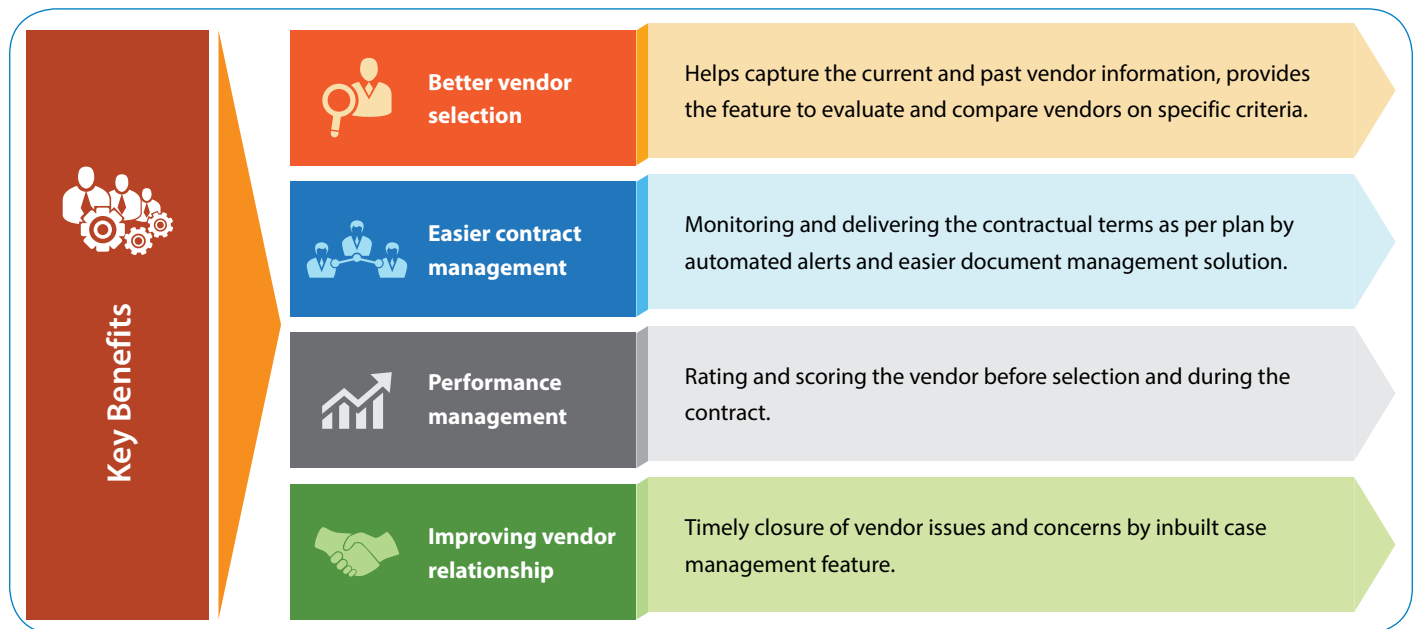 Key Benefits
Better vendor
selection
Helps capture the current and past vendor information, provides
the feature to evaluate and compare vendors on specific criteria.
Easier contract
management
Monitoring and delivering the contractual terms as per plan by
automated alerts and easier document management solution.
Performance
management
Rating and scoring the vendor before selection and during the
contract.
Improving vendor
relationship
Timely closure of vendor issues and concerns by inbuilt case
management feature.